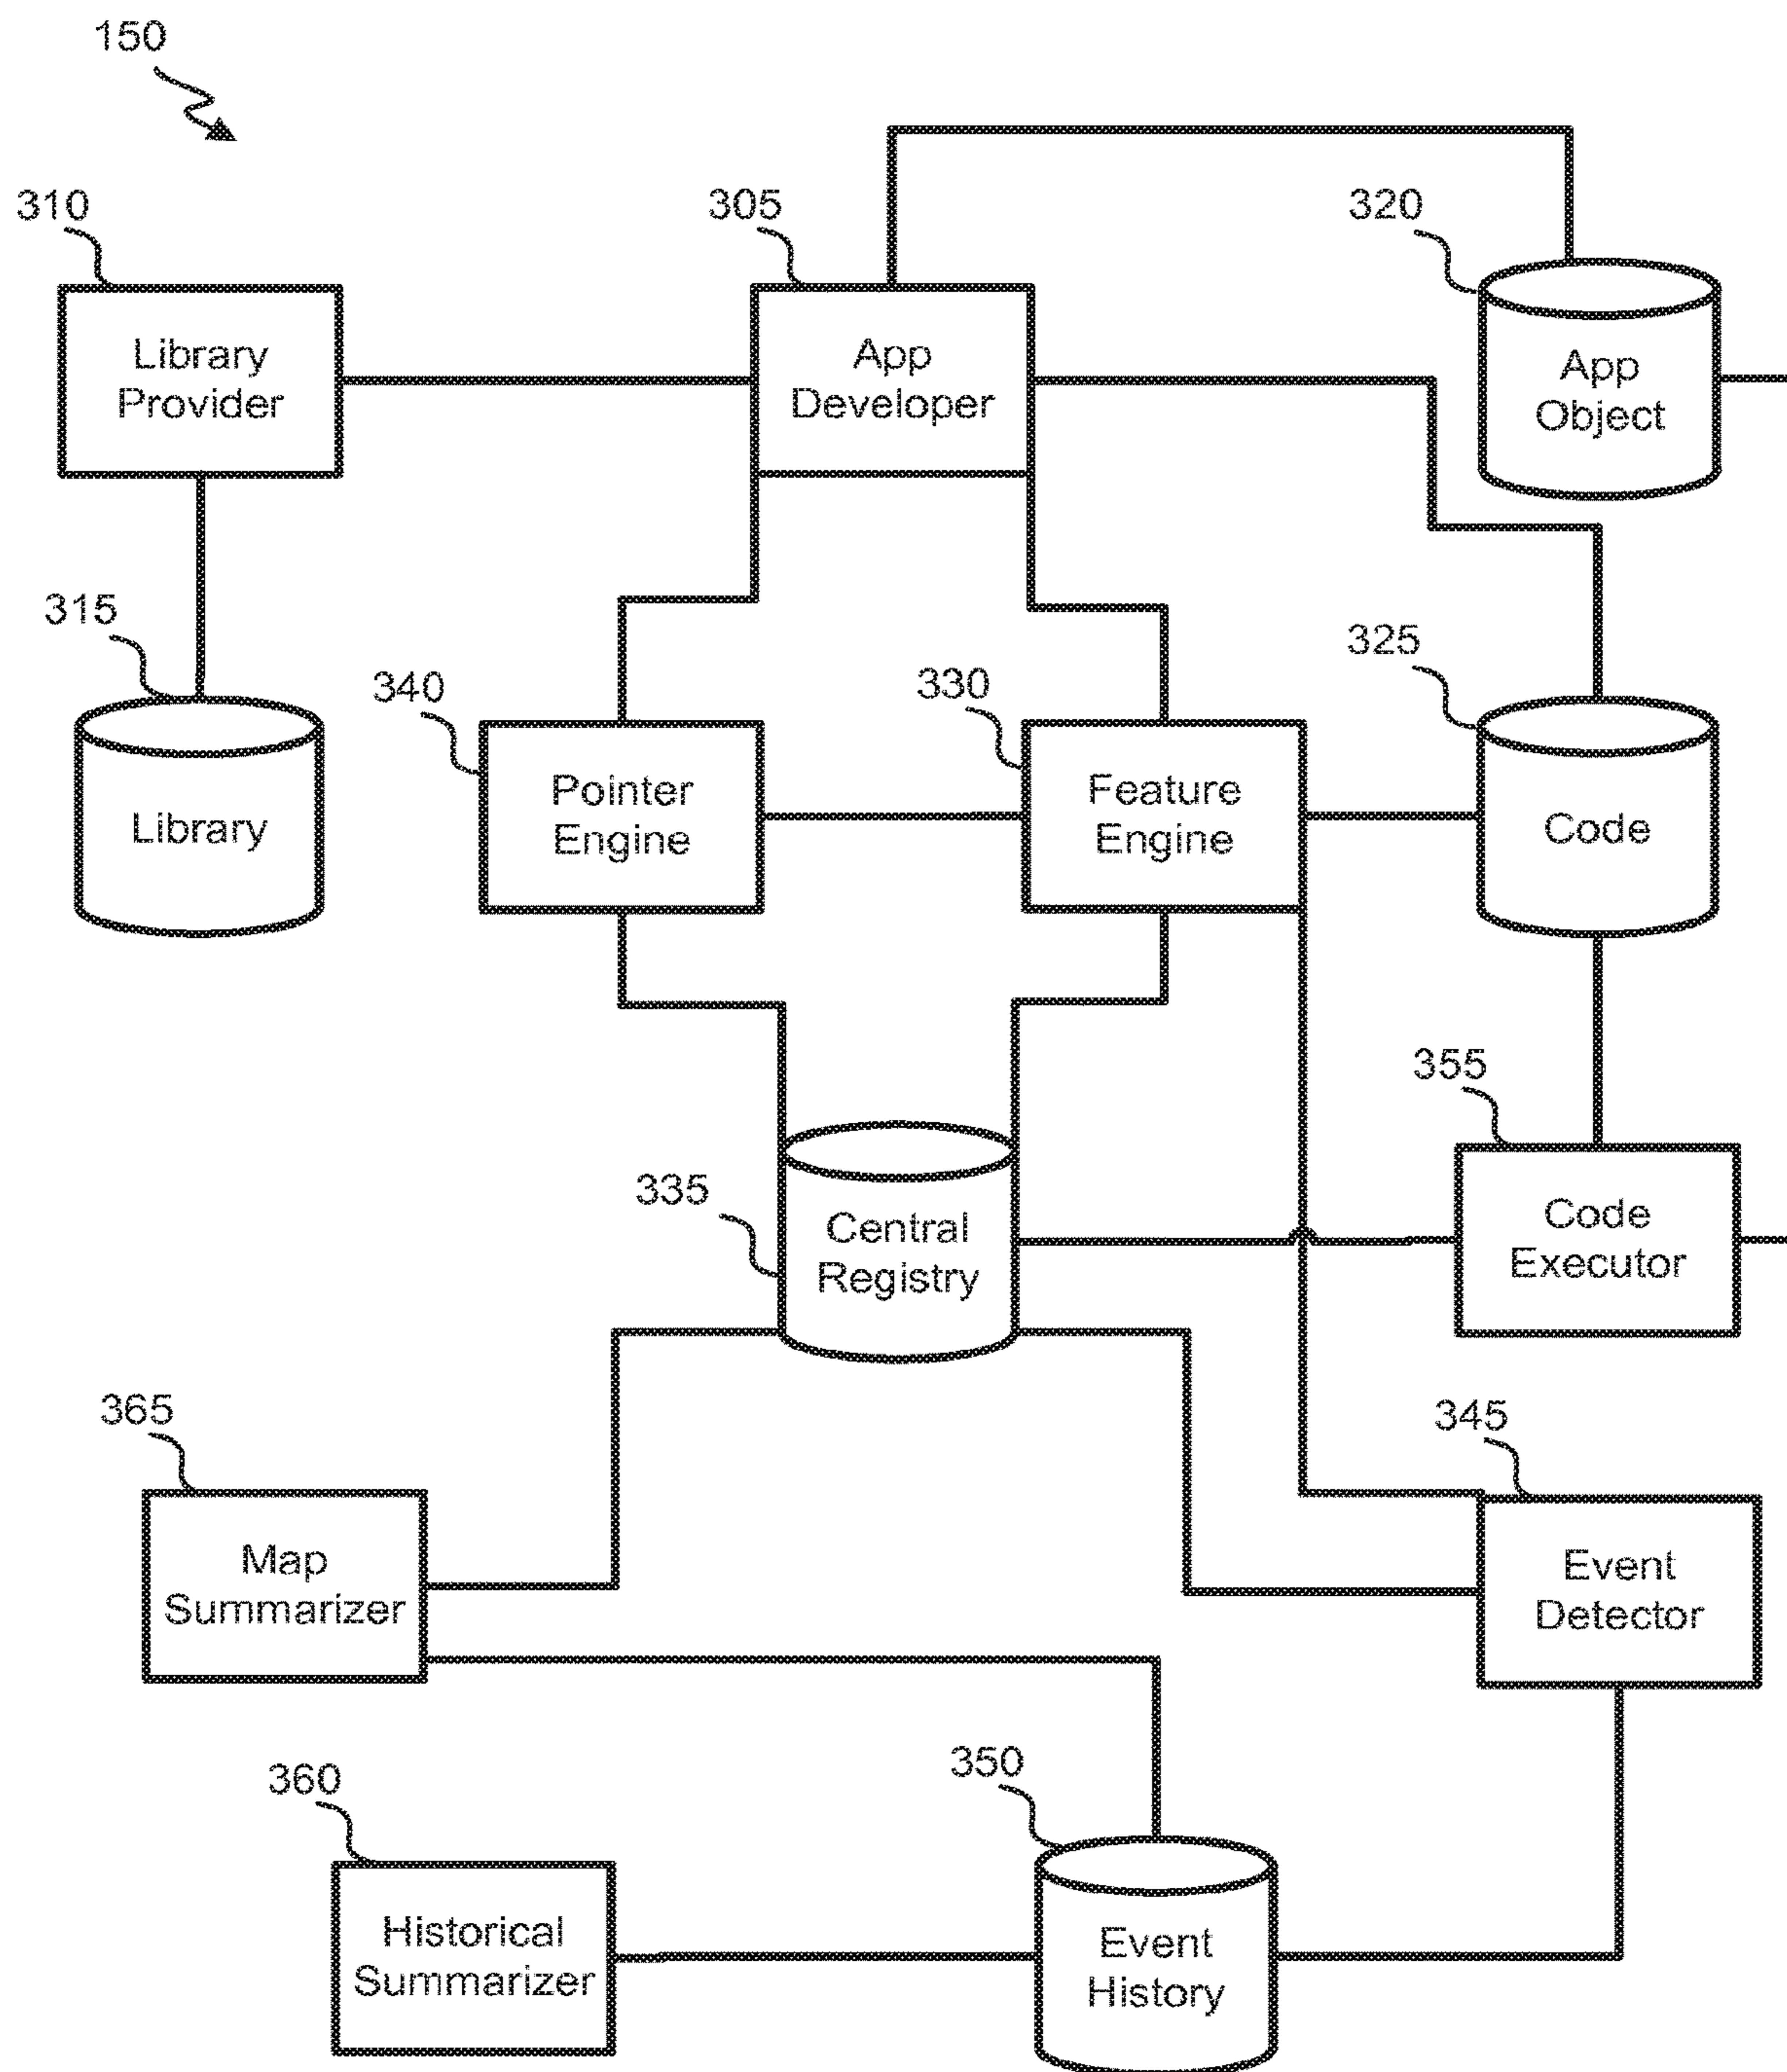 150
310
305
320
Library
Provider
App
Developer
App
Object
315
340
330
325
Library
Pointer
Engine
Feature
Engine
Code
355
335
Central
Registry
Code
Executor
365
345
Map
Summarizer
Event
Detector
360
350
Historical
Summarizer
Event
History